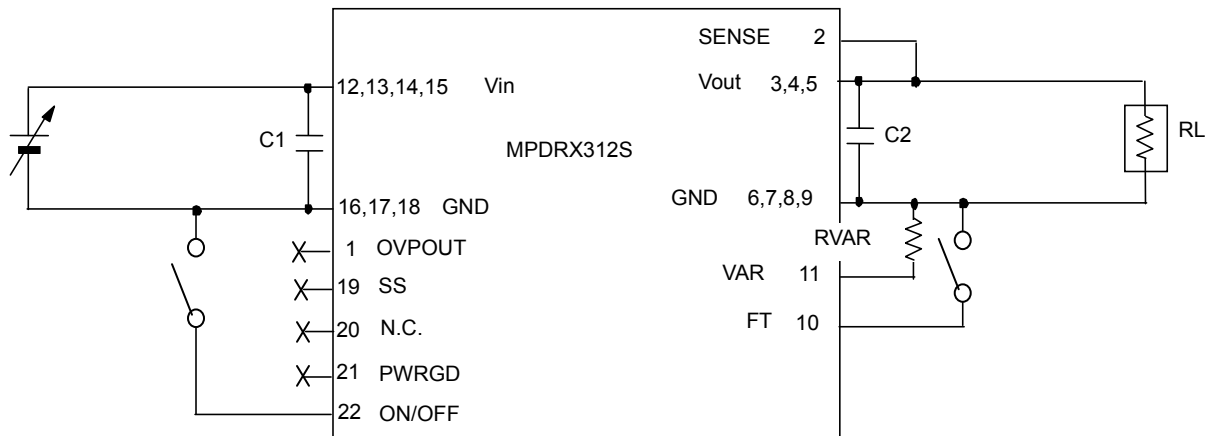 SENSE 2
12,13,14,15 Vin
Vout 3,4,5
C1
C2
RL
MPDRX312S
16,17,18 GND
GND 6,7,8,9
RVAR
1 OVPOUT
VAR 11
19 SS
FT 10
20 N.C.
21 PWRGD
22 ON/OFF